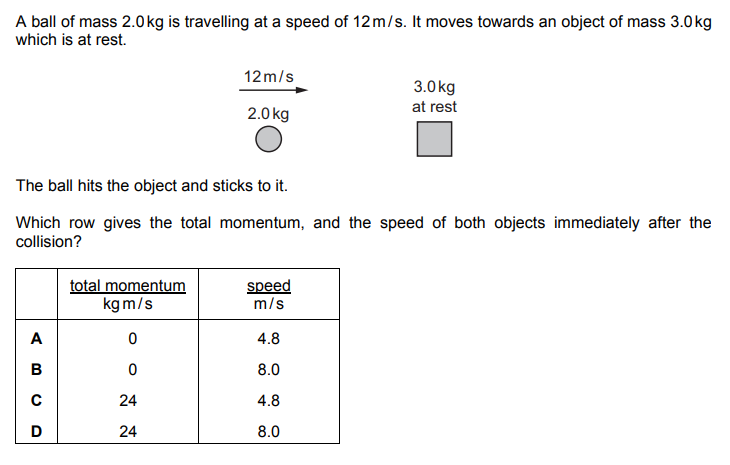 A ball of mass 2.0 kg is travelling at a speed of 12 m/s. It moves towards an object of mass 3.0 kg
which is at rest.
12 m/s
2.0 kg
3.0 kg
at rest
The ball hits the object and sticks to it.
Which row gives the total momentum, and the speed of both objects immediately after the
collision?
total momentum speed
kg m/s m/s
A 0 4.8
B 0 8.0
C 24 4.8
D 24 8.0